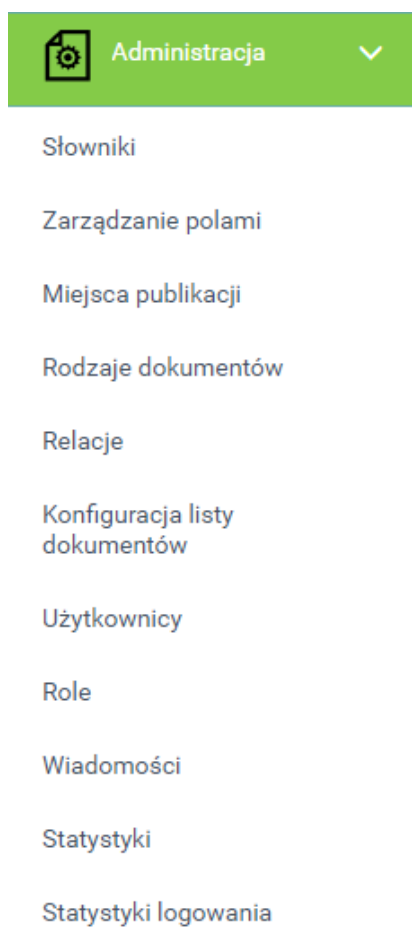 Administracja
Słowniki
Zarządzanie polami
Miejsca publikacji
Rodzaje dokumentów
Relacje
Konfiguracja listy
dokumentów
Użytkownicy
Role
Wiadomości
Statystyki
Statystyki logowania